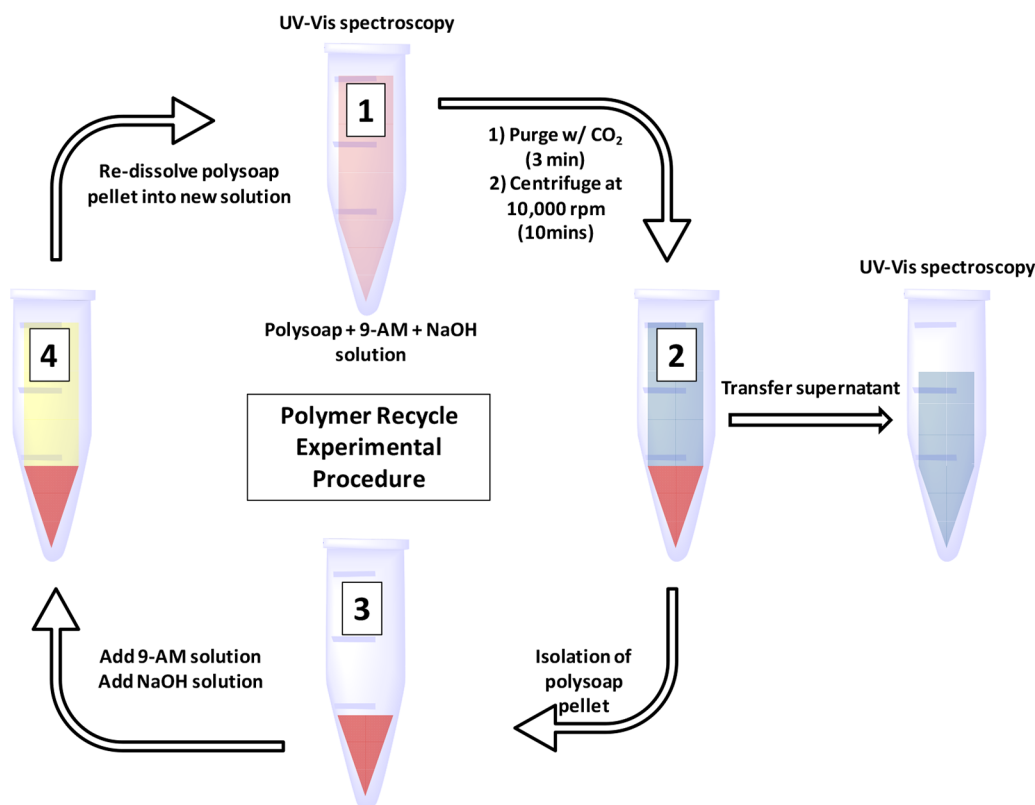 UV-Vis spectroscopy
1
Re-dissolve polysoap
pellet into new solution
1) Purge w/ CO₂
(3 min)
2) Centrifuge at
10,000 rpm
(10mins)
Polysoap + 9-AM + NaOH
solution
UV-Vis spectroscopy
4
2
Transfer supernatant
Polymer Recycle
Experimental
Procedure
3
Add 9-AM solution
Add NaOH solution
Isolation of
polysoap
pellet